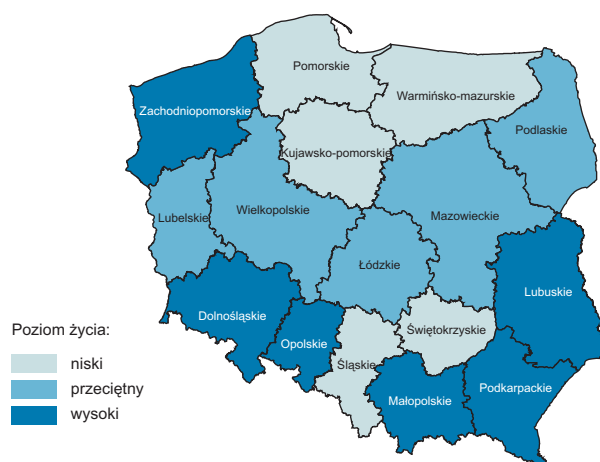 Pomorskie
Warmińsko-mazurskie
Zachodniopomorskie
Podlaskie
Kujawsko-pomorskie
Lubelskie
Wielkopolskie
Mazowieckie
Łódzkie
Lubuskie
Dolnośląskie
Opolskie
Śląskie
Świętokrzyskie
Małopolskie
Podkarpackie
Poziom życia:
niski
przeciętny
wysoki